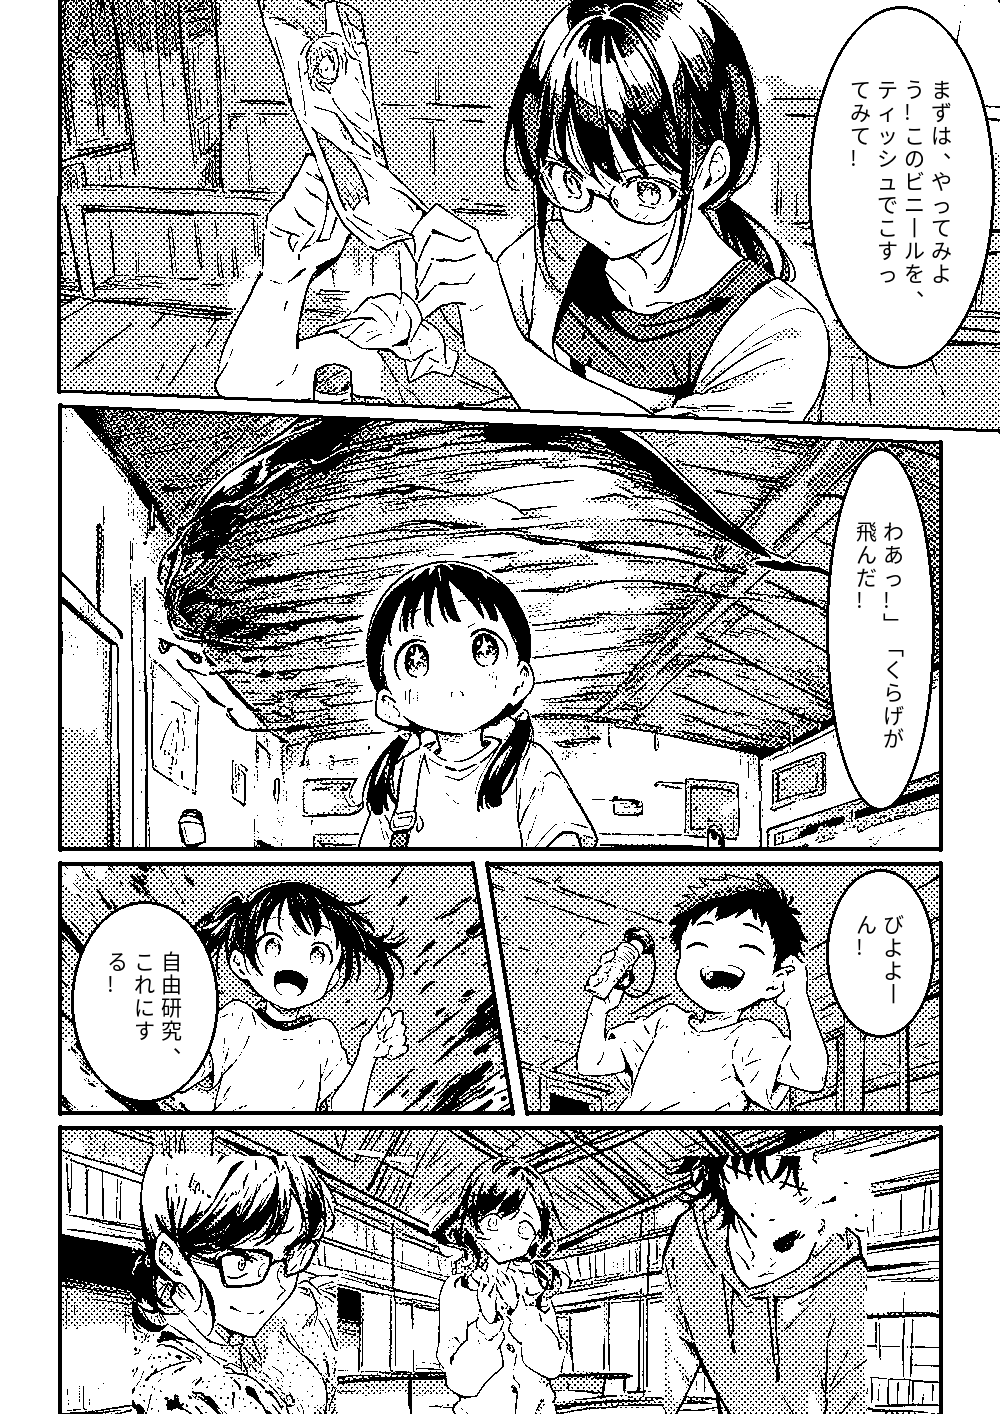 まずは、やってみよ
う!このビニールを、
ティッシュでこすっ
てみて!
わあっ!」「くらげが
飛んだ!
びよよー
ん!
自由研究、
これにす
る!